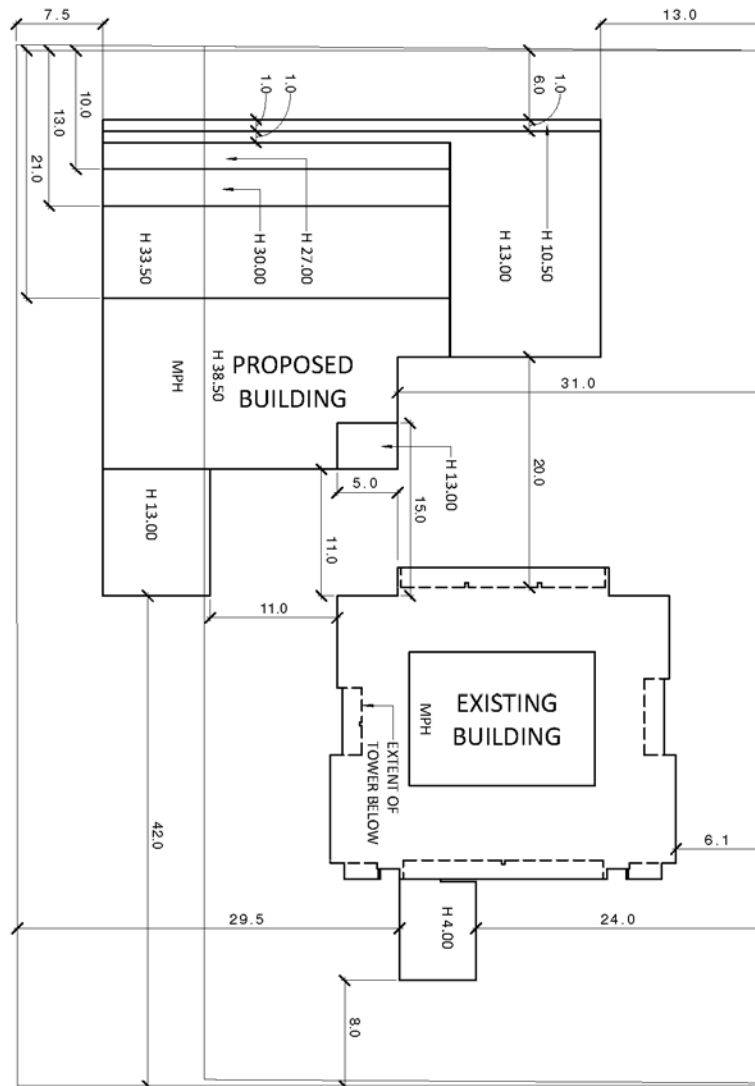 7.5
13.0
1.0
1.0
6.0
1.0
10.0
13.0
21.0
H 33.50
H 30.00
H 27.00
H 13.00
H 10.50
PROPOSED
BUILDING
H 38.50
MPH
31.0
20.0
H 13.00
5.0
15.0
11.0
H 13.00
11.0
EXISTING
BUILDING
MPH
EXTENT OF
TOWER BELOW
42.0
6.1
29.5
H 4.00
24.0
8.0